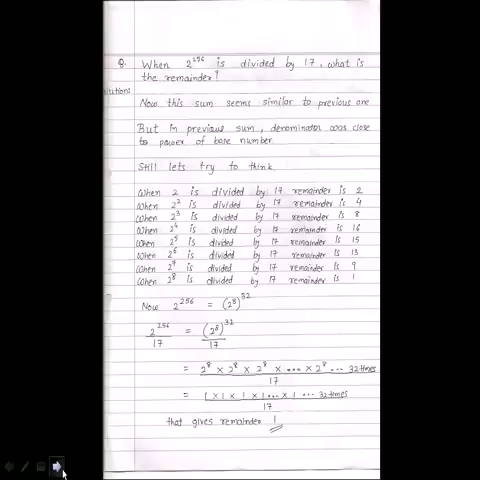 Q. When 2^256 is divided by 17, what is
the remainder?
olution:
Now this sum seems similar to previous one
But in previous sum, denominator was close
to power of base number
Still lets try to think
When 2 is divided by 17 remainder is 2
When 2^2 is divided by 17 remainder is 4
When 2^3 is divided by 17 remainder is 8
When 2^4 is divided by 17 remainder is 16
When 2^5 is divided by 17 remainder is 15
When 2^6 is divided by 17 remainder is 13
When 2^7 is divided by 17 remainder is 9
When 2^8 is divided by 17 remainder is 1
Now 2^256 = (2^8)^32
2^256 / 17 = (2^8)^32 / 17
= 2^8 × 2^8 × 2^8 × ... × 2^8 ... 32 times / 17
= 1 × 1 × 1 × 1 ... × 1 ... 32 times / 17
that gives remainder 1